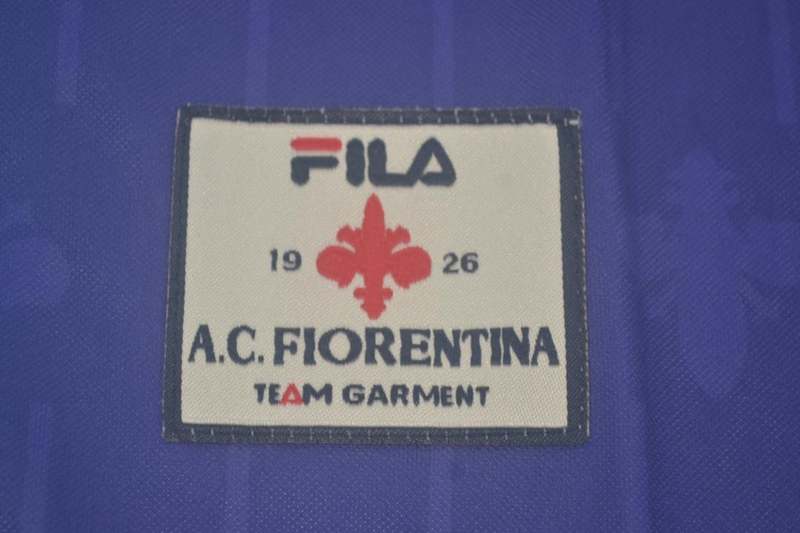 FILA
19 26
A.C. FIORENTINA
TEAM GARMENT